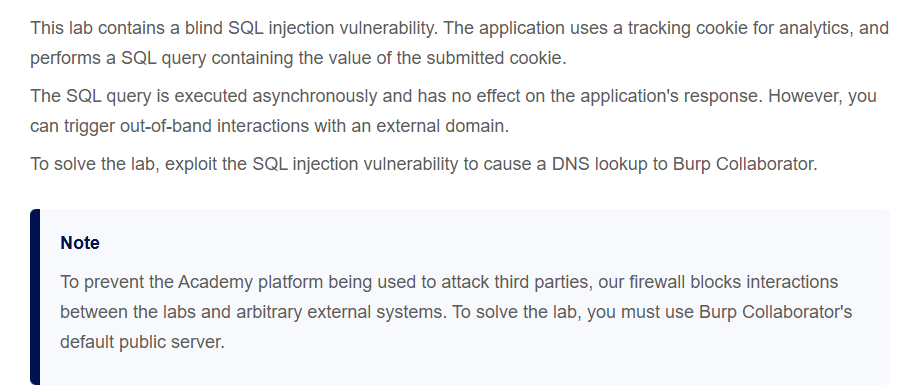 This lab contains a blind SQL injection vulnerability. The application uses a tracking cookie for analytics, and
performs a SQL query containing the value of the submitted cookie.
The SQL query is executed asynchronously and has no effect on the application's response. However, you
can trigger out-of-band interactions with an external domain.
To solve the lab, exploit the SQL injection vulnerability to cause a DNS lookup to Burp Collaborator.
Note
To prevent the Academy platform being used to attack third parties, our firewall blocks interactions
between the labs and arbitrary external systems. To solve the lab, you must use Burp Collaborator's
default public server.